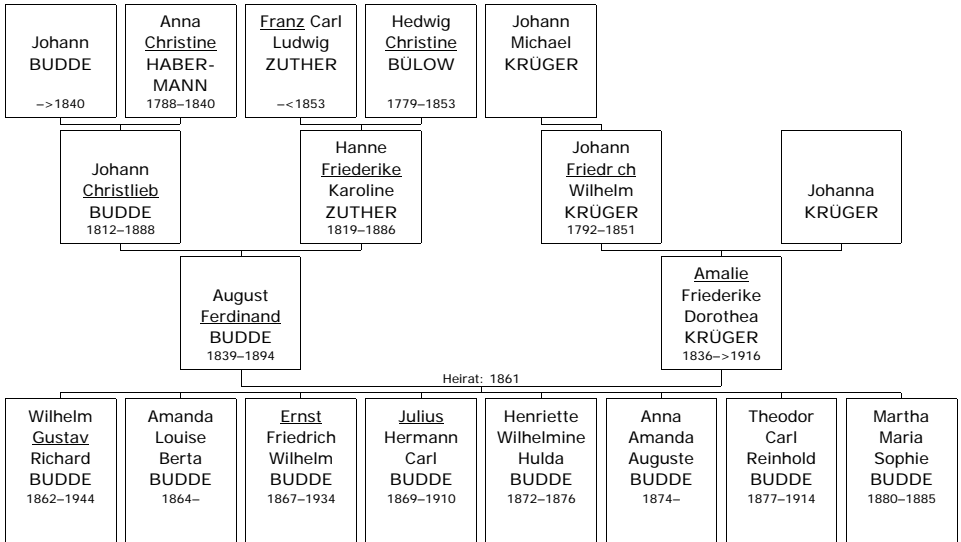 Johann
BUDDE
–>1840
Anna
Christine
HABER-
MANN
1788–1840
Franz Carl
Ludwig
ZUTHER
–<1853
Hedwig
Christine
BÜLOW
1779–1853
Johann
Michael
KRÜGER
Johann
Christlieb
BUDDE
1812–1888
Hanne
Friederike
Karoline
ZUTHER
1819–1886
Johann
Friedr ch
Wilhelm
KRÜGER
1792–1851
Johanna
KRÜGER
August
Ferdinand
BUDDE
1839–1894
Amalie
Friederike
Dorothea
KRÜGER
1836–>1916
Heirat: 1861
Wilhelm
Gustav
Richard
BUDDE
1862–1944
Amanda
Louise
Berta
BUDDE
1864–
Ernst
Friedrich
Wilhelm
BUDDE
1867–1934
Julius
Hermann
Carl
BUDDE
1869–1910
Henriette
Wilhelmine
Hulda
BUDDE
1872–1876
Anna
Amanda
Auguste
BUDDE
1874–
Theodor
Carl
Reinhold
BUDDE
1877–1914
Martha
Maria
Sophie
BUDDE
1880–1885